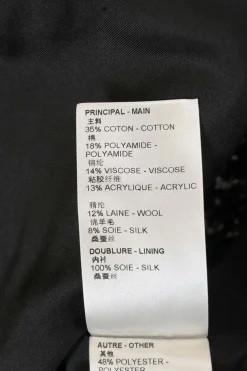 PRINCIPAL - MAIN
主料
35% COTON - COTTON
棉
18% POLYAMIDE -
POLYAMIDE
锦纶
14% VISCOSE - VISCOSE
粘胶纤维
13% ACRYLIQUE - ACRYLIC
腈纶
12% LAINE - WOOL
绵羊毛
8% SOIE - SILK
桑蚕丝
DOUBLURE - LINING
内衬
100% SOIE - SILK
桑蚕丝
AUTRE - OTHER
其他
48% POLYESTER -
POLYESTER